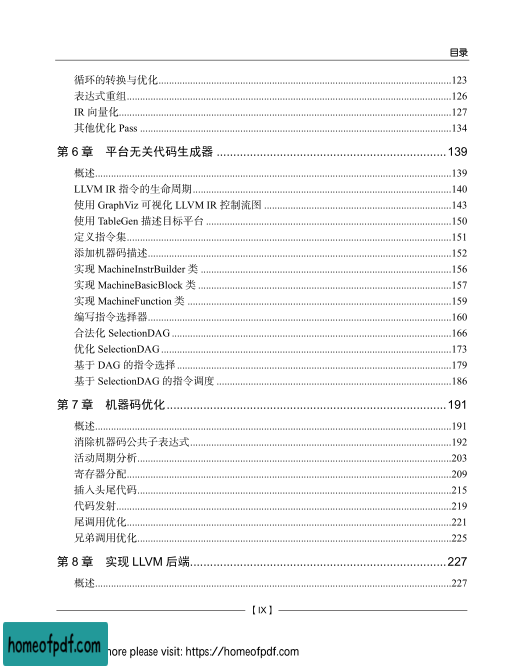 目录
循环的转换与优化........................................123
表达式重组........................................126
IR 向量化........................................127
其他优化 Pass ........................................134
第 6 章　平台无关代码生成器 ........................................139
概述........................................139
LLVM IR 指令的生命周期........................................140
使用 GraphViz 可视化 LLVM IR 控制流图 ........................................143
使用 TableGen 描述目标平台 ........................................150
定义指令集........................................151
添加机器码描述........................................152
实现 MachineInstrBuilder 类 ........................................156
实现 MachineBasicBlock 类 ........................................157
实现 MachineFunction 类 ........................................159
编写指令选择器........................................160
合法化 SelectionDAG ........................................166
优化 SelectionDAG ........................................173
基于 DAG 的指令选择 ........................................179
基于 SelectionDAG 的指令调度 ........................................186
第 7 章　机器码优化 ........................................191
概述........................................191
消除机器码公共子表达式........................................192
活动周期分析........................................203
寄存器分配........................................209
插入头尾代码........................................215
代码发射........................................219
尾调用优化........................................221
兄弟调用优化........................................225
第 8 章　实现 LLVM 后端........................................227
概述........................................227
【 IX 】
homeofpdf.com
more please visit: https://homeofpdf.com